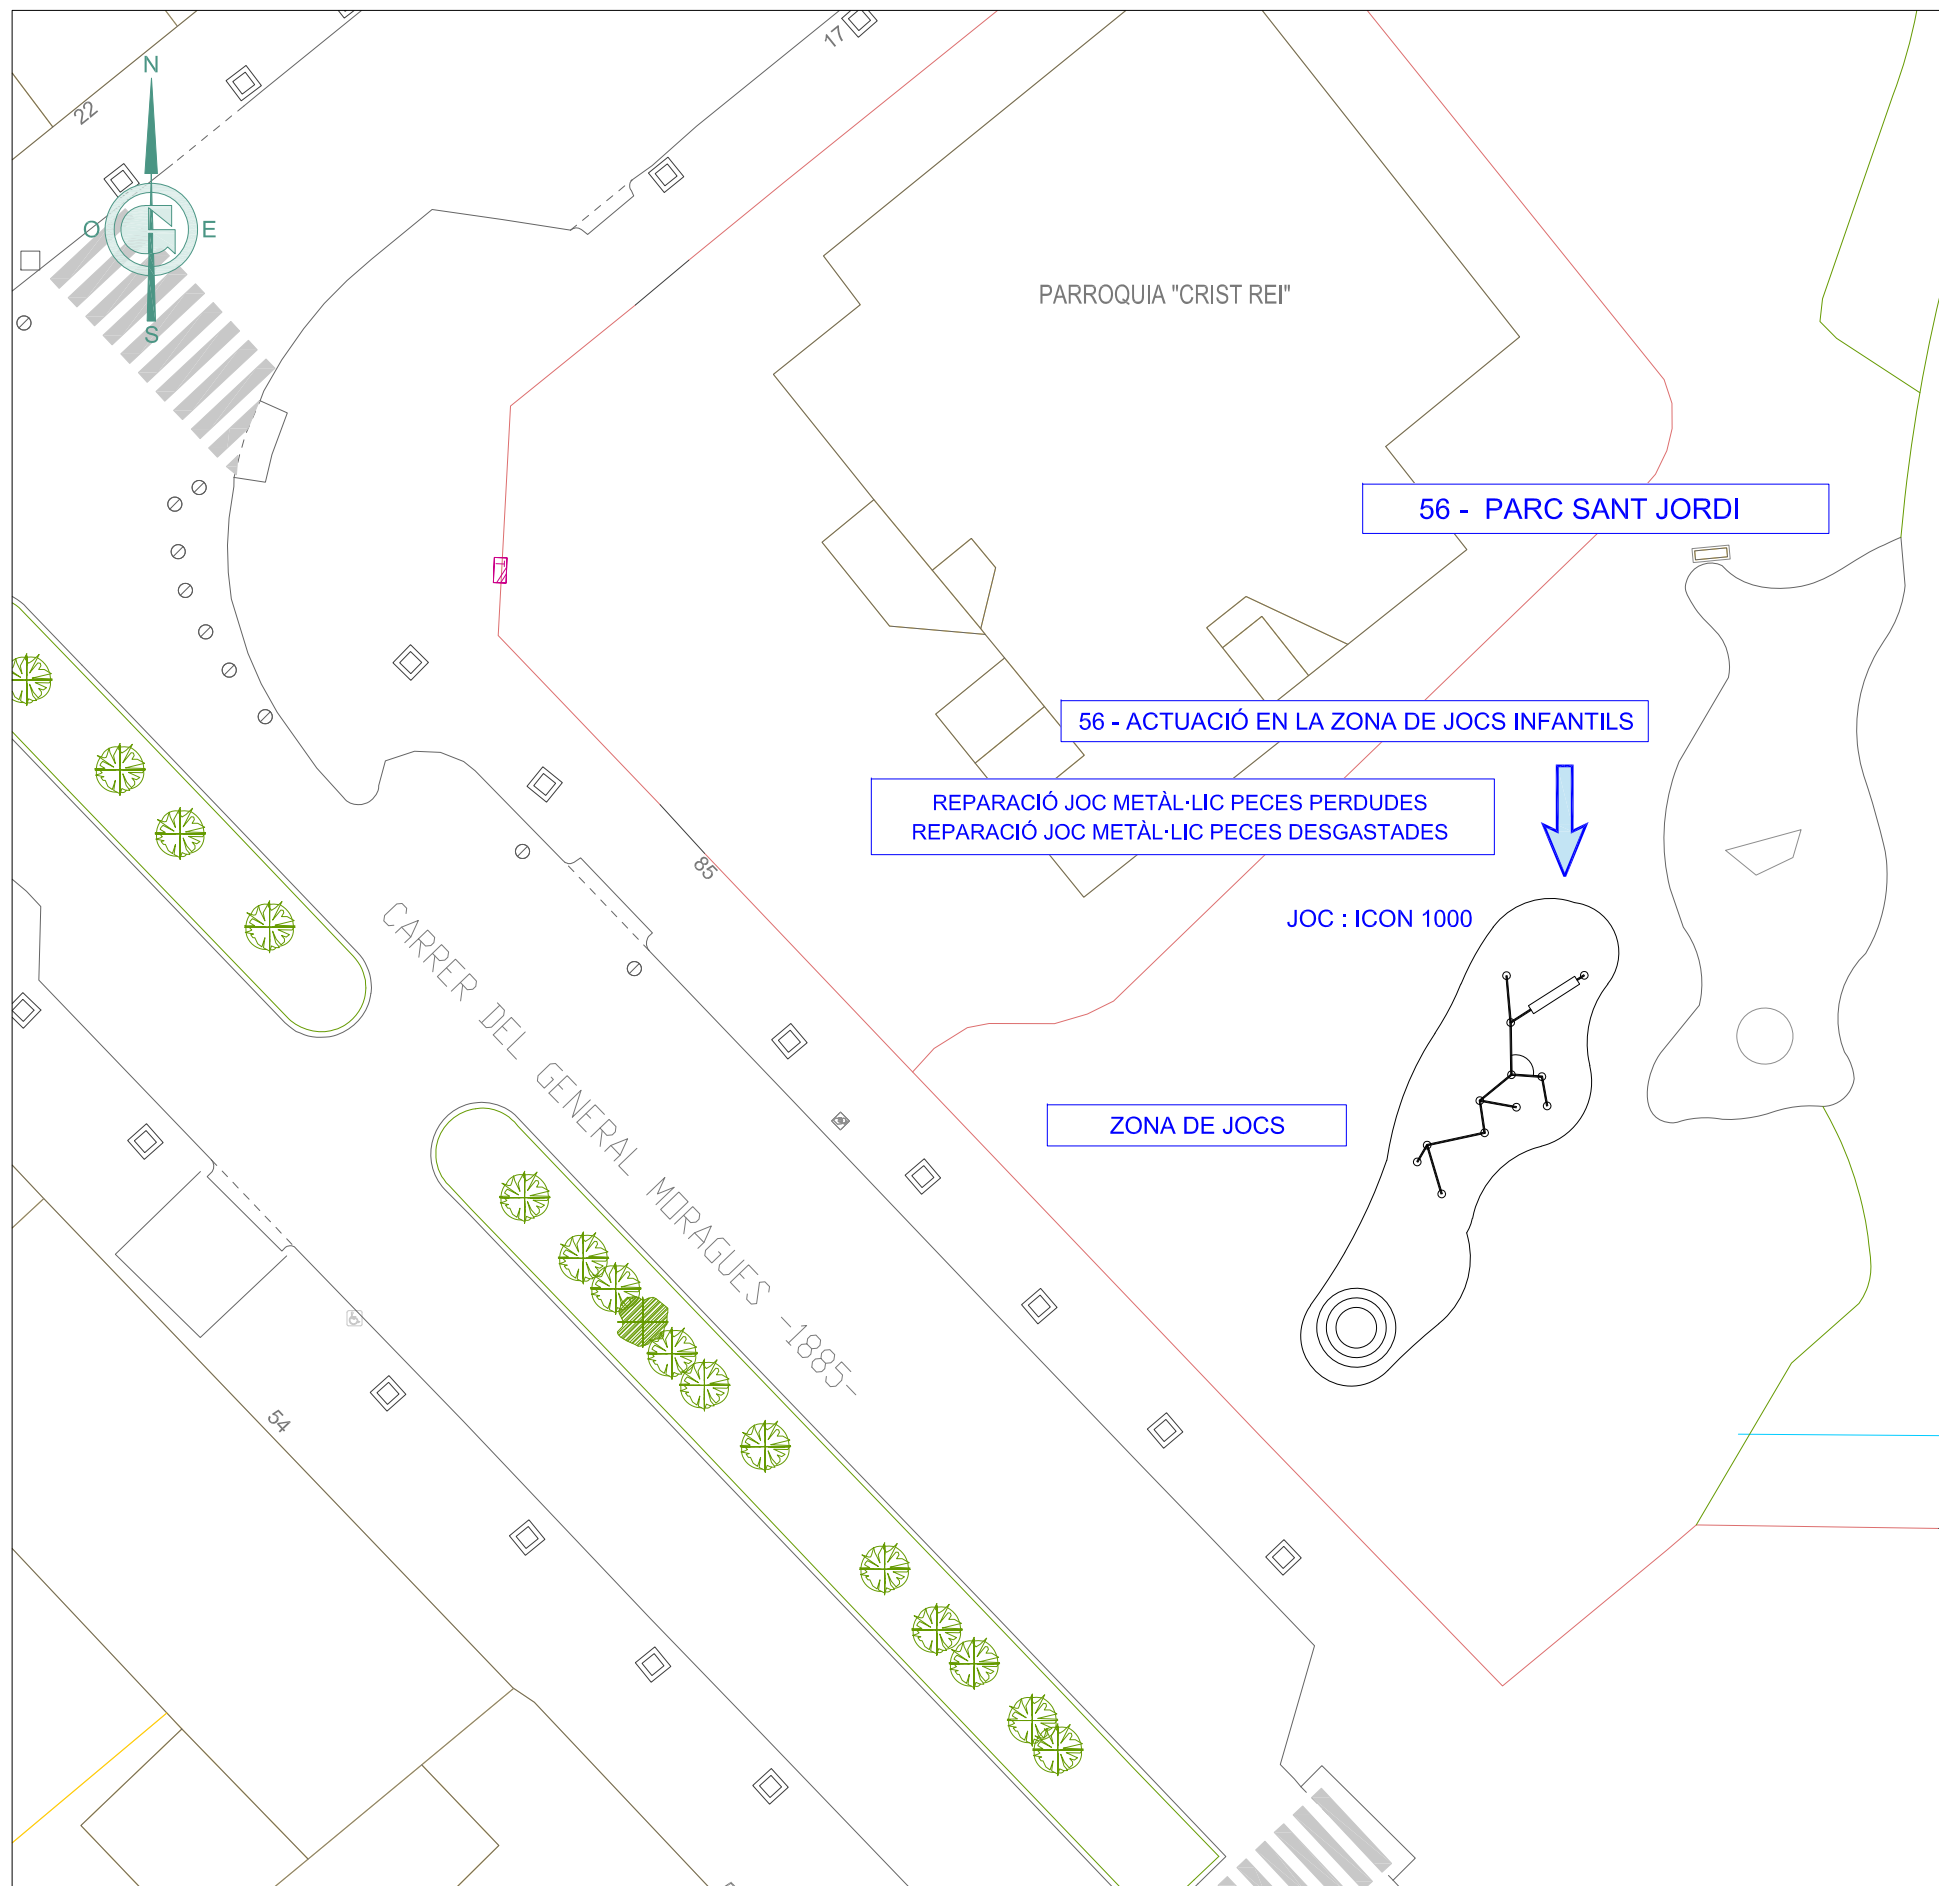 17
N
22
O
E
S
PARROQUIA "CRIST REI"
56 - PARC SANT JORDI
56 - ACTUACIÓ EN LA ZONA DE JOCS INFANTILS
REPARACIÓ JOC METÀL·LIC PECES PERDUDES
REPARACIÓ JOC METÀL·LIC PECES DESGASTADES
85
JOC : ICON 1000
CARRER DEL GENERAL MORAGUES -1885-
ZONA DE JOCS
54